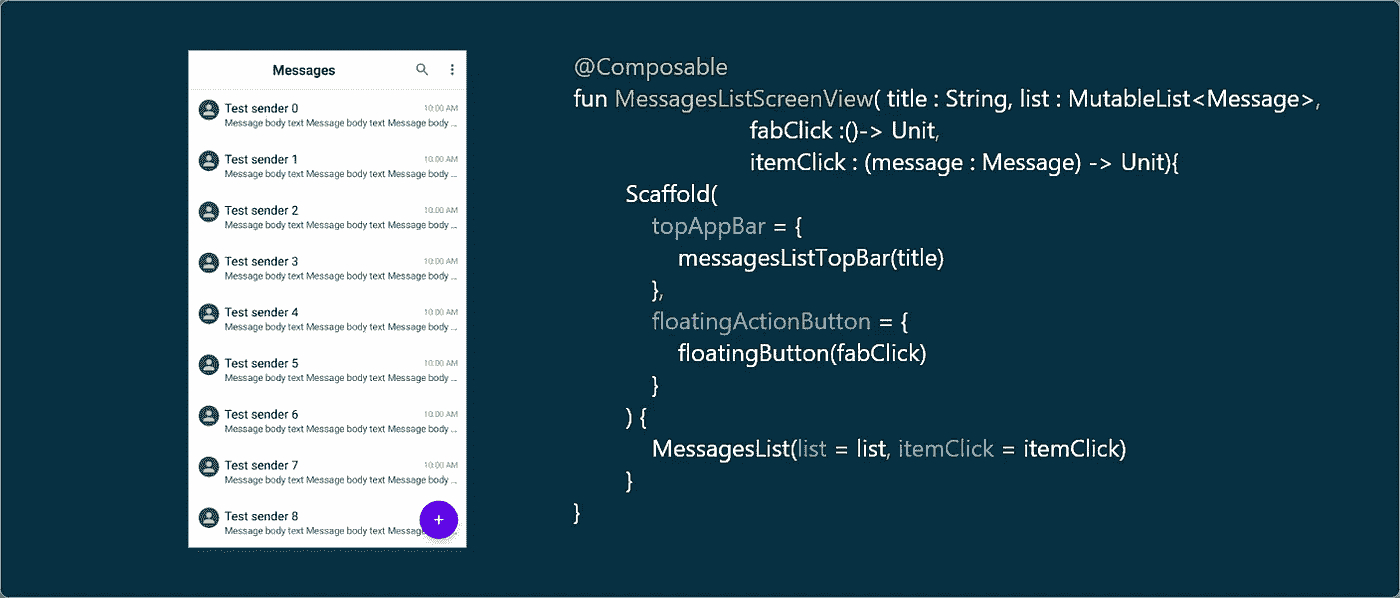 Messages
Test sender 0
10:00 AM
Message body text Message body text Message body ...
Test sender 1
10:00 AM
Message body text Message body text Message body ...
Test sender 2
10:00 AM
Message body text Message body text Message body ...
Test sender 3
10:00 AM
Message body text Message body text Message body ...
Test sender 4
10:00 AM
Message body text Message body text Message body ...
Test sender 5
10:00 AM
Message body text Message body text Message body ...
Test sender 6
10:00 AM
Message body text Message body text Message body ...
Test sender 7
10:00 AM
Message body text Message body text Message body ...
Test sender 8
Message body text Message body text Message
+
@Composable
fun MessagesListScreenView( title : String, list : MutableList<Message>,
fabClick :()-> Unit,
itemClick : (message : Message) -> Unit){
Scaffold(
topAppBar = {
messagesListTopBar(title)
},
floatingActionButton = {
floatingButton(fabClick)
}
) {
MessagesList(list = list, itemClick = itemClick)
}
}